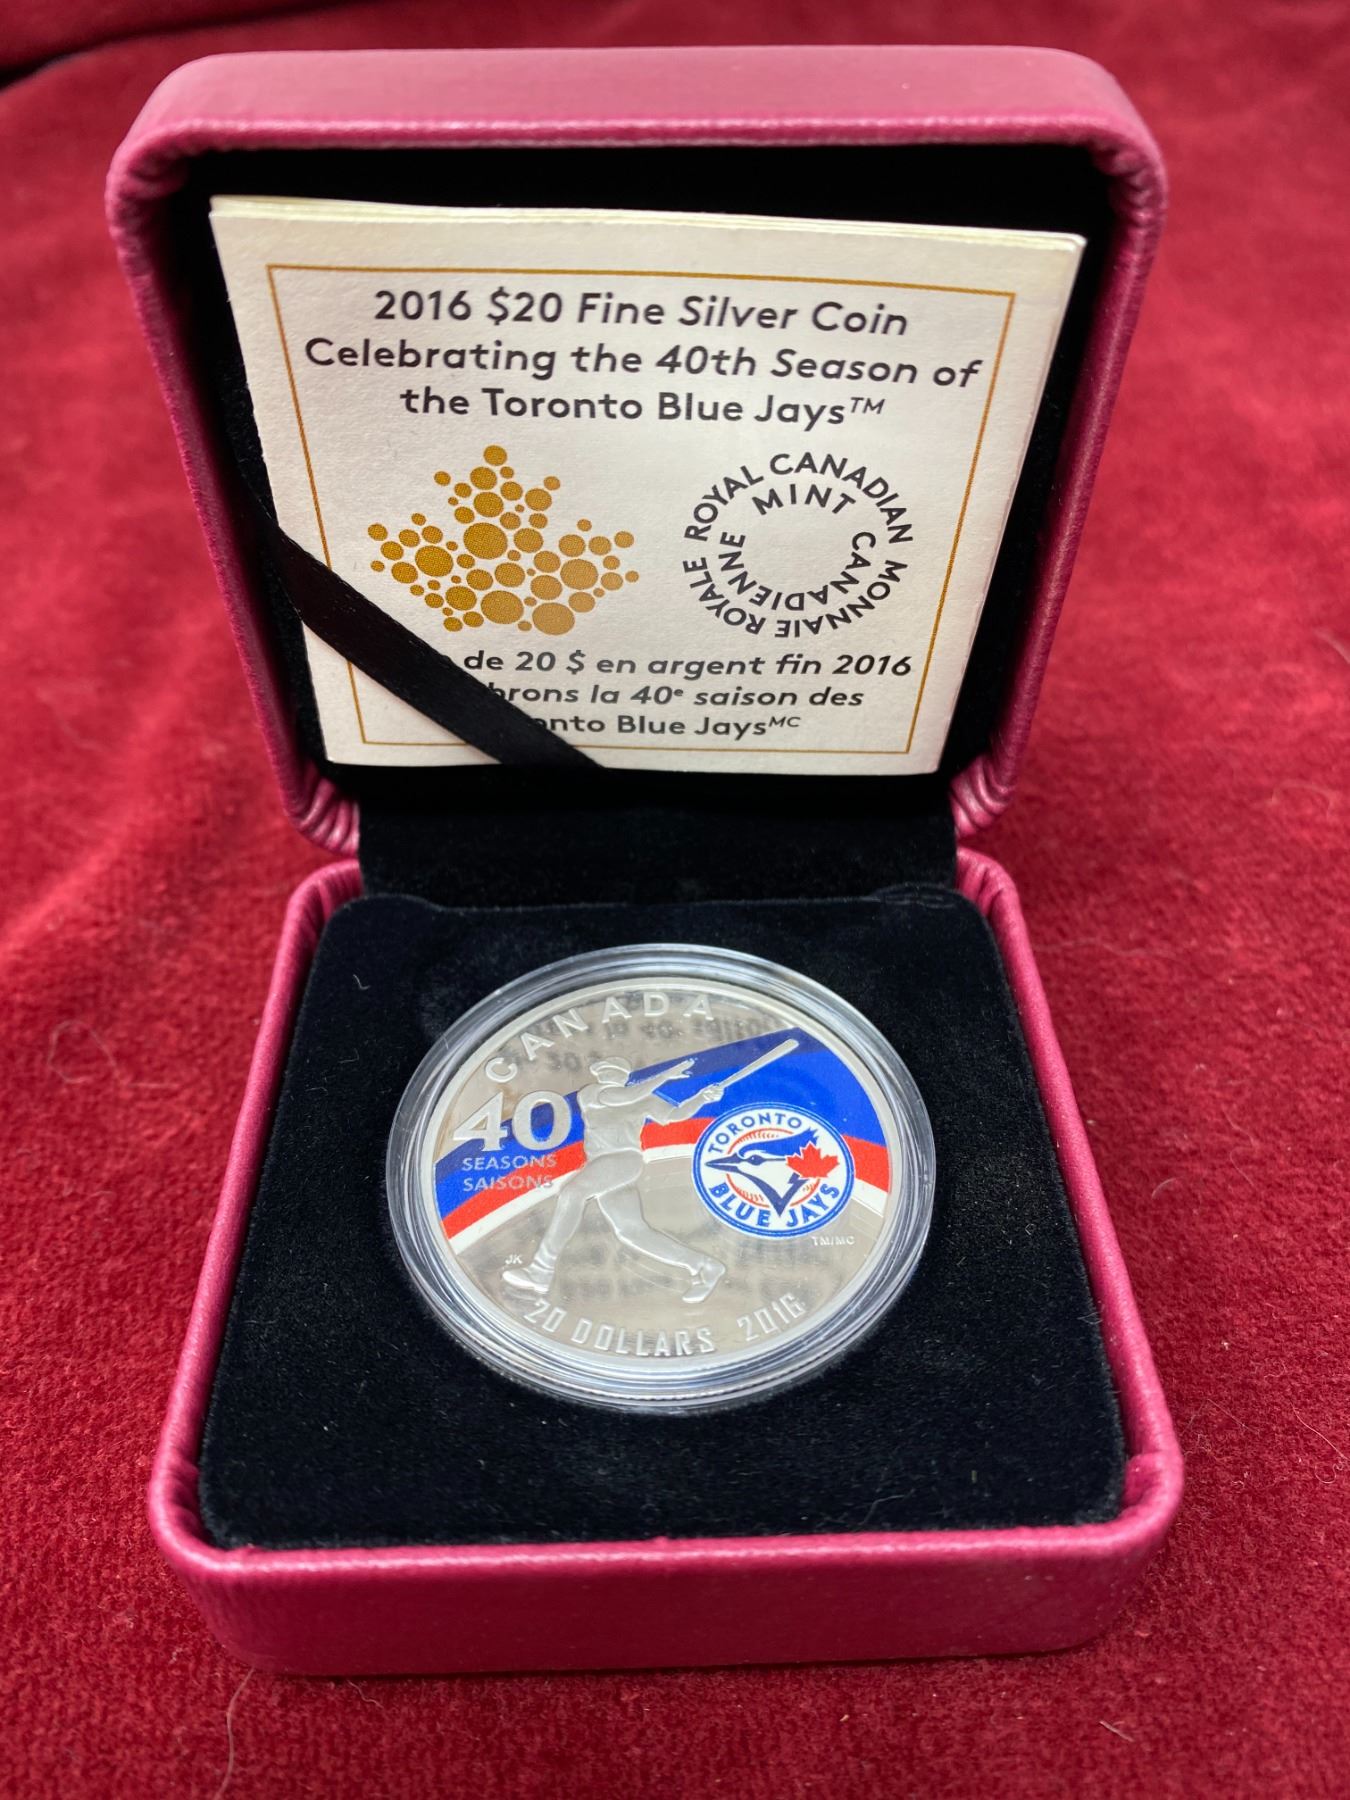 2016 $20 Fine Silver Coin
Celebrating the 40th Season of
the Toronto Blue Jays™
ROYAL CANADIAN MINT
MONNAIE ROYALE CANADIENNE
de 20 $ en argent fin 2016
la 40e saison des
Blue JaysMC
CANADA
40
SEASONS
SAISONS
TORONTO
BLUE JAYS
TM/MC
JK
20 DOLLARS 2016